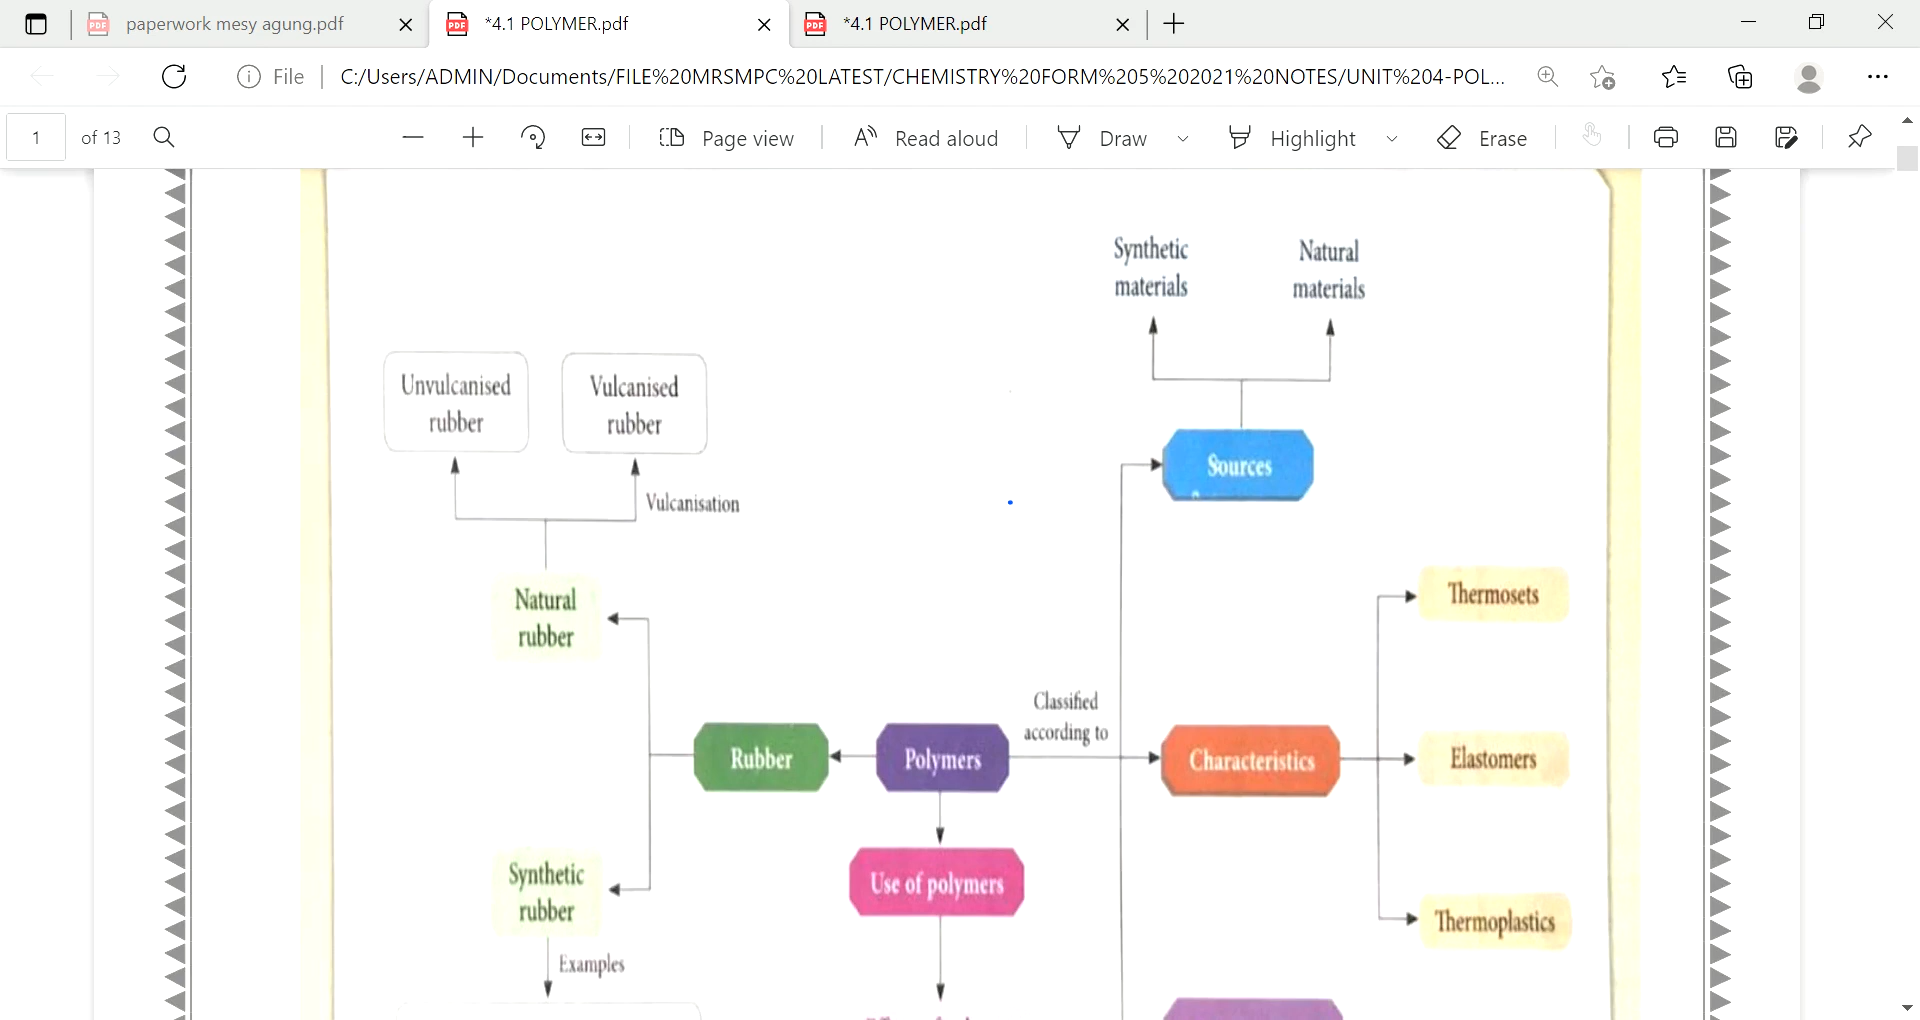 paperwork mesy agung.pdf
*4.1 POLYMER.pdf
*4.1 POLYMER.pdf
File
C:/Users/ADMIN/Documents/FILE%20MRSMPC%20LATEST/CHEMISTRY%20FORM%205%202021%20NOTES/UNIT%204-POL...
1
of 13
Page view
Read aloud
Draw
Highlight
Erase
Synthetic
materials
Natural
materials
Unvulcanised
rubber
Vulcanised
rubber
Vulcanisation
Sources
Natural
rubber
Thermosets
Classified
according to
Rubber
Polymers
Characteristics
Elastomers
Synthetic
rubber
Use of polymers
Thermoplastics
Examples